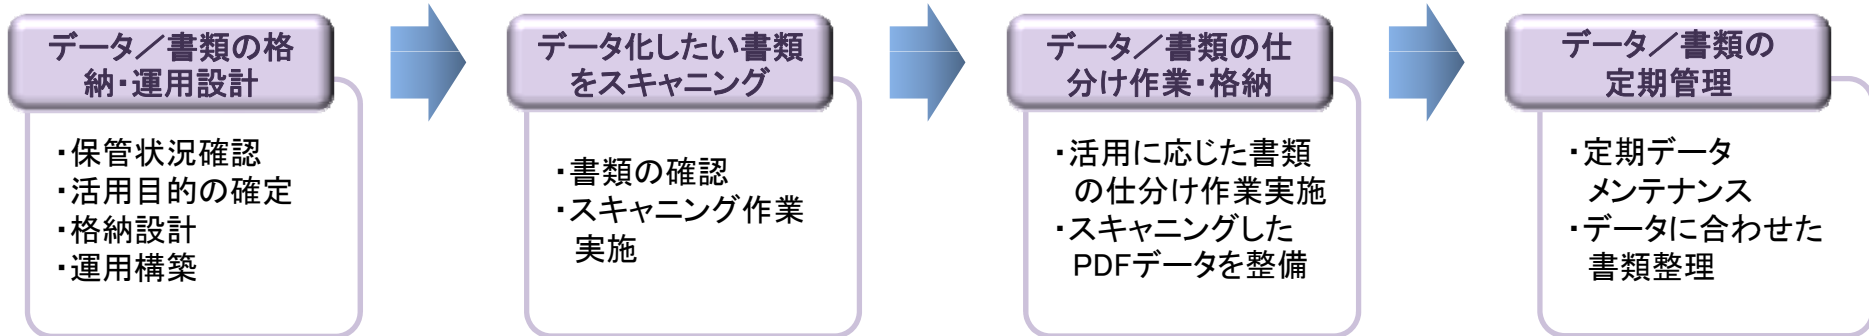 データ／書類の格
納・運用設計
・保管状況確認
・活用目的の確定
・格納設計
・運用構築
データ化したい書類
をスキャニング
・書類の確認
・スキャニング作業
実施
データ／書類の仕
分け作業・格納
・活用に応じた書類
の仕分け作業実施
・スキャニングした
PDFデータを整備
データ／書類の
定期管理
・定期データ
メンテナンス
・データに合わせた
書類整理